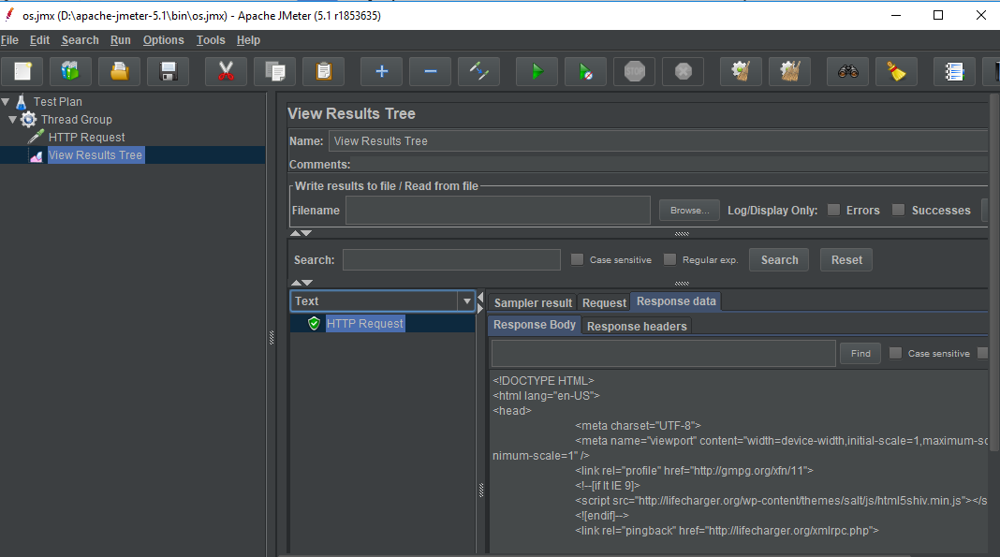 os.jmx (D:\apache-jmeter-5.1\bin\os.jmx) - Apache JMeter (5.1 r1853635)
File Edit Search Run Options Tools Help
STOP
Test Plan
Thread Group
HTTP Request
View Results Tree
View Results Tree
Name: View Results Tree
Comments:
Write results to file / Read from file
Filename Browse... Log/Display Only: Errors Successes
Search: Case sensitive Regular exp. Search Reset
Text
HTTP Request
Sampler result Request Response data
Response Body Response headers
Find Case sensitive
<!DOCTYPE HTML>
<html lang="en-US">
<head>
<meta charset="UTF-8">
<meta name="viewport" content="width=device-width,initial-scale=1,maximum-sc
nimum-scale=1" />
<link rel="profile" href="http://gmpg.org/xfn/11">
<!--[if lt IE 9]>
<script src="http://lifecharger.org/wp-content/themes/salt/js/html5shiv.min.js"></s
<![endif]-->
<link rel="pingback" href="http://lifecharger.org/xmlrpc.php">